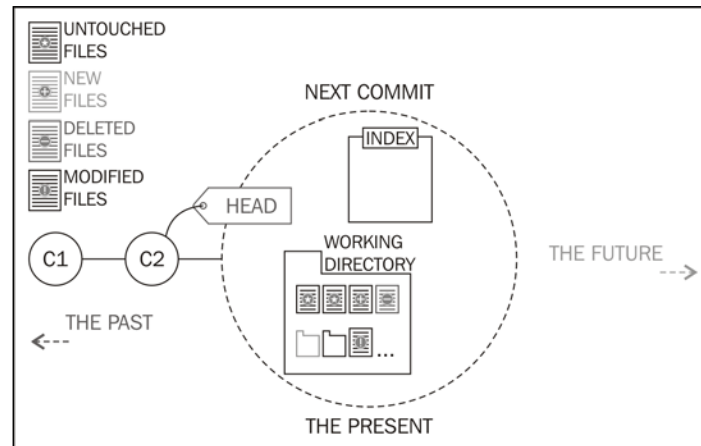 UNTOUCHED
FILES
NEW
FILES
DELETED
FILES
MODIFIED
FILES
NEXT COMMIT
INDEX
HEAD
C1
C2
WORKING
DIRECTORY
...
THE FUTURE
THE PAST
THE PRESENT